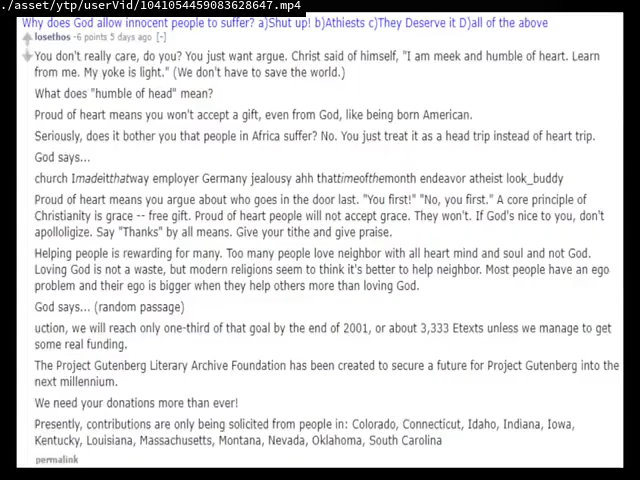 ./asset/ytp/userVid/1041054459083628647.mp4
Why does God allow innocent people to suffer? a)Shut up! b)Athiests c)They Deserve it D)all of the above
losethos -6 points 5 days ago [-]
You don't really care, do you? You just want argue. Christ said of himself, "I am meek and humble of heart. Learn
from me. My yoke is light." (We don't have to save the world.)
What does "humble of head" mean?
Proud of heart means you won't accept a gift, even from God, like being born American.
Seriously, does it bother you that people in Africa suffer? No. You just treat it as a head trip instead of heart trip.
God says...
church Imadeitthatway employer Germany jealousy ahh thattimeofthemonth endeavor atheist look_buddy
Proud of heart means you argue about who goes in the door last. "You first!" "No, you first." A core principle of
Christianity is grace -- free gift. Proud of heart people will not accept grace. They won't. If God's nice to you, don't
apolloligize. Say "Thanks" by all means. Give your tithe and give praise.
Helping people is rewarding for many. Too many people love neighbor with all heart mind and soul and not God.
Loving God is not a waste, but modern religions seem to think it's better to help neighbor. Most people have an ego
problem and their ego is bigger when they help others more than loving God.
God says... (random passage)
uction, we will reach only one-third of that goal by the end of 2001, or about 3,333 Etexts unless we manage to get
some real funding.
The Project Gutenberg Literary Archive Foundation has been created to secure a future for Project Gutenberg into the
next millennium.
We need your donations more than ever!
Presently, contributions are only being solicited from people in: Colorado, Connecticut, Idaho, Indiana, Iowa,
Kentucky, Louisiana, Massachusetts, Montana, Nevada, Oklahoma, South Carolina
permalink